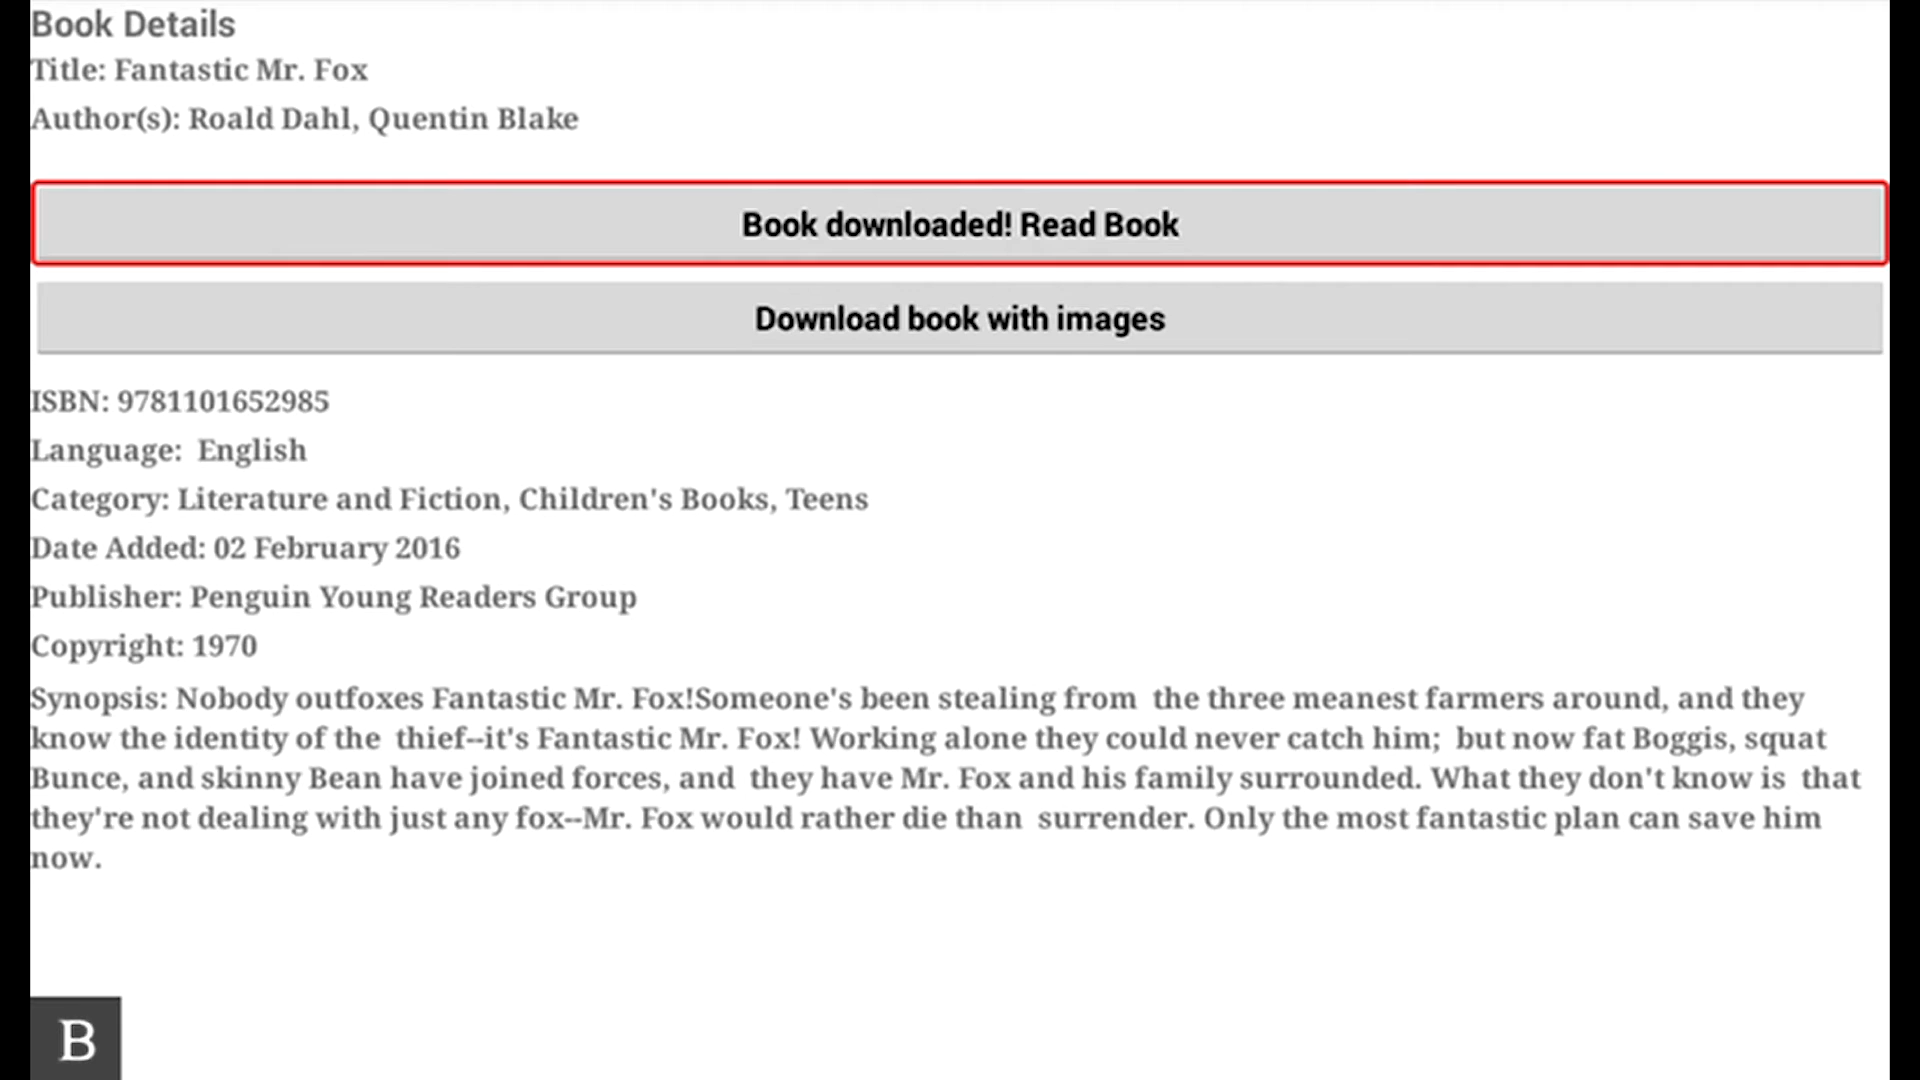 Book Details
Title: Fantastic Mr. Fox
Author(s): Roald Dahl, Quentin Blake
Book downloaded! Read Book
Download book with images
ISBN: 9781101652985
Language:  English
Category: Literature and Fiction, Children's Books, Teens
Date Added: 02 February 2016
Publisher: Penguin Young Readers Group
Copyright: 1970
Synopsis: Nobody outfoxes Fantastic Mr. Fox!Someone's been stealing from  the three meanest farmers around, and they
know the identity of the  thief--it's Fantastic Mr. Fox! Working alone they could never catch him;  but now fat Boggis, squat
Bunce, and skinny Bean have joined forces, and  they have Mr. Fox and his family surrounded. What they don't know is  that
they're not dealing with just any fox--Mr. Fox would rather die than  surrender. Only the most fantastic plan can save him
now.
B